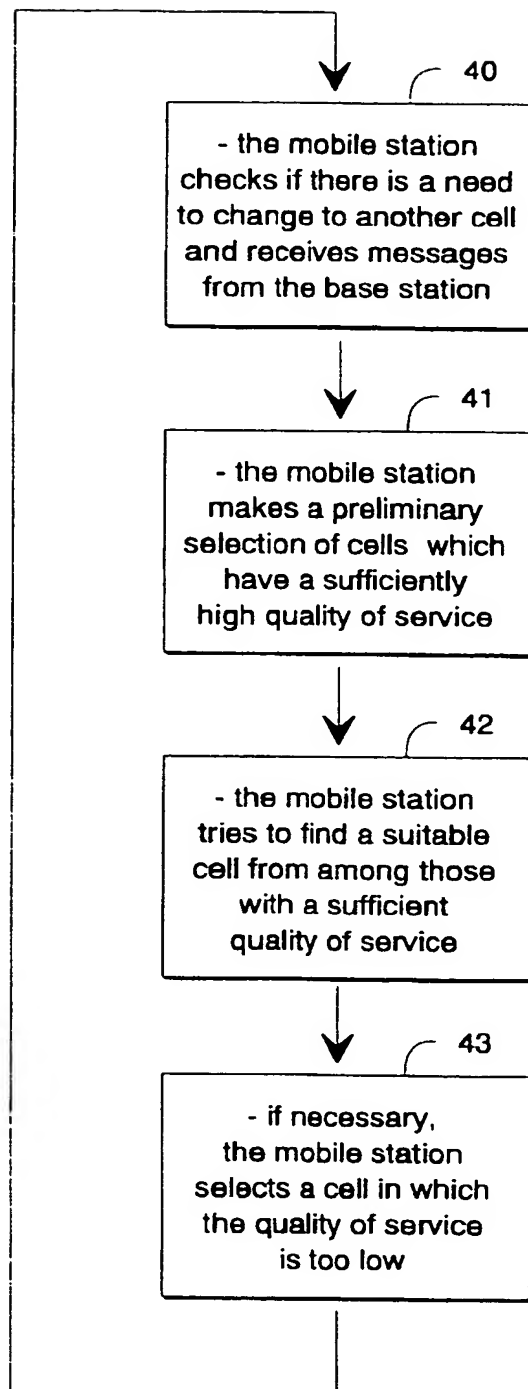 40
- the mobile station
checks if there is a need
to change to another cell
and receives messages
from the base station
41
- the mobile station
makes a preliminary
selection of cells which
have a sufficiently
high quality of service
42
- the mobile station
tries to find a suitable
cell from among those
with a sufficient
quality of service
43
- if necessary,
the mobile station
selects a cell in which
the quality of service
is too low